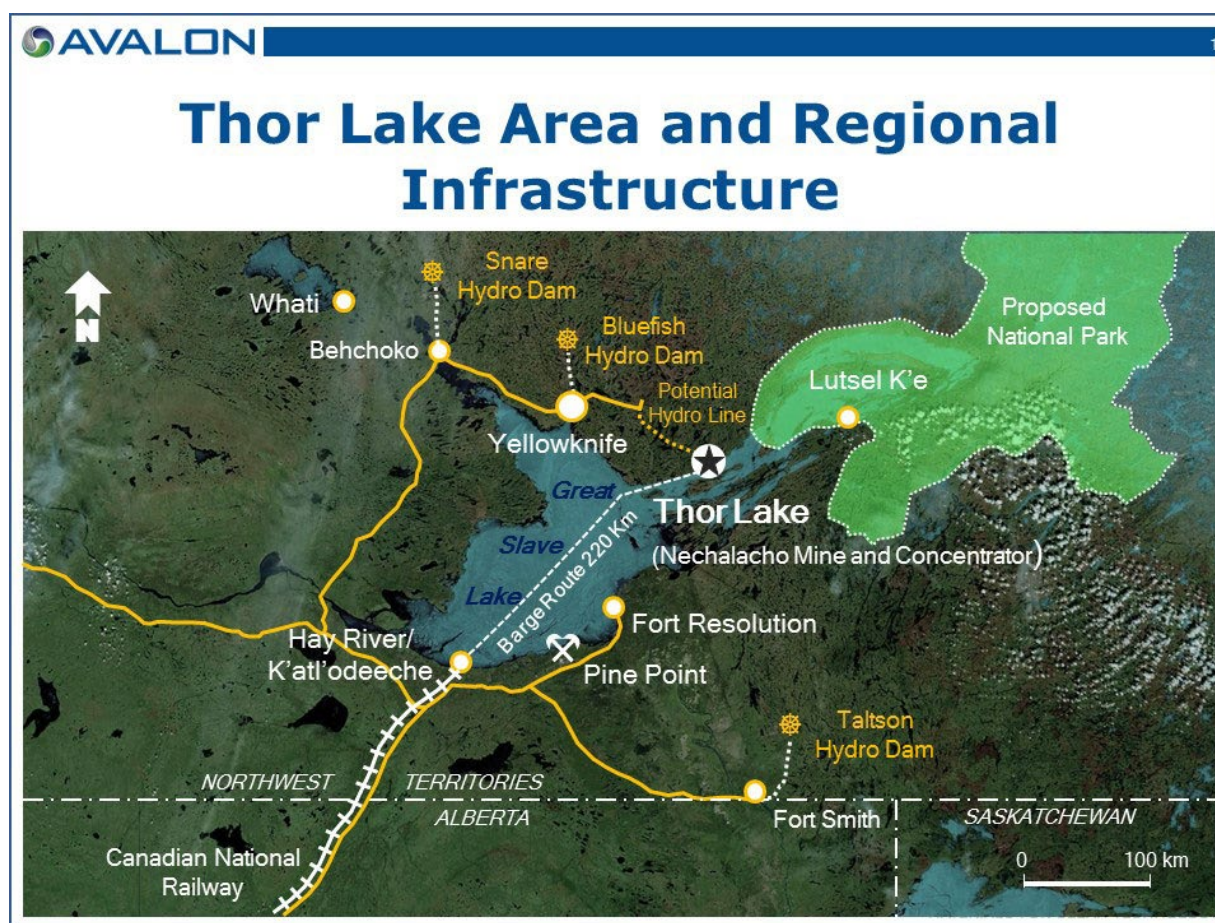 AVALON
1
Thor Lake Area and Regional
Infrastructure
N
Whati
Snare
Hydro Dam
Behchoko
Bluefish
Hydro Dam
Potential
Hydro Line
Yellowknife
Proposed
National Park
Lutsel K'e
Great
Slave
Lake
Barge Route 220 Km
Thor Lake
(Nechalacho Mine and Concentrator)
Fort Resolution
Hay River/
K'atl'odeeche
Pine Point
Taltson
Hydro Dam
NORTHWEST TERRITORIES
ALBERTA
Fort Smith
SASKATCHEWAN
Canadian National
Railway
0 100 km